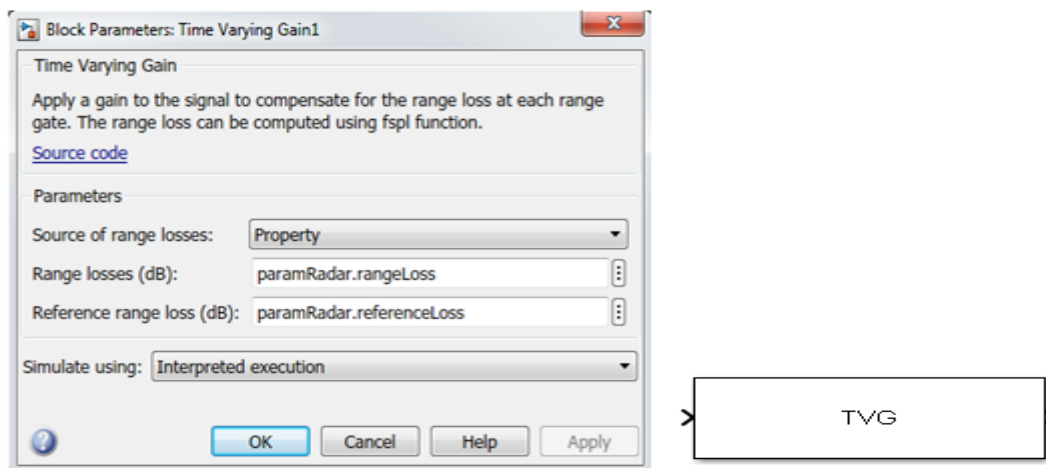 Block Parameters: Time Varying Gain1
Time Varying Gain
Apply a gain to the signal to compensate for the range loss at each range
gate. The range loss can be computed using fspl function.
Source code
Parameters
Source of range losses: Property
Range losses (dB): paramRadar.rangeLoss
Reference range loss (dB): paramRadar.referenceLoss
Simulate using: Interpreted execution
OK Cancel Help Apply
TVG